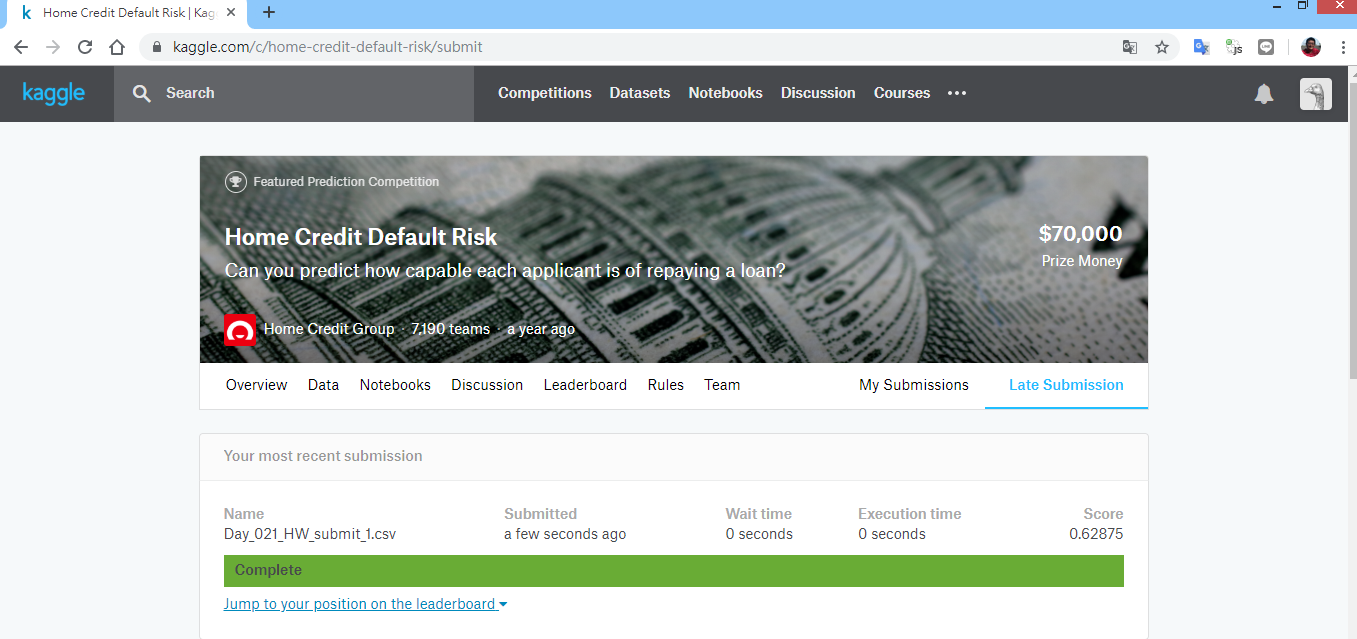 Home Credit Default Risk | Kag
kaggle.com/c/home-credit-default-risk/submit
kaggle Search Competitions Datasets Notebooks Discussion Courses
Featured Prediction Competition
Home Credit Default Risk
$70,000
Can you predict how capable each applicant is of repaying a loan?
Prize Money
Home Credit Group · 7,190 teams · a year ago
Overview Data Notebooks Discussion Leaderboard Rules Team My Submissions Late Submission
Your most recent submission
Name Submitted Wait time Execution time Score
Day_021_HW_submit_1.csv a few seconds ago 0 seconds 0 seconds 0.62875
Complete
Jump to your position on the leaderboard